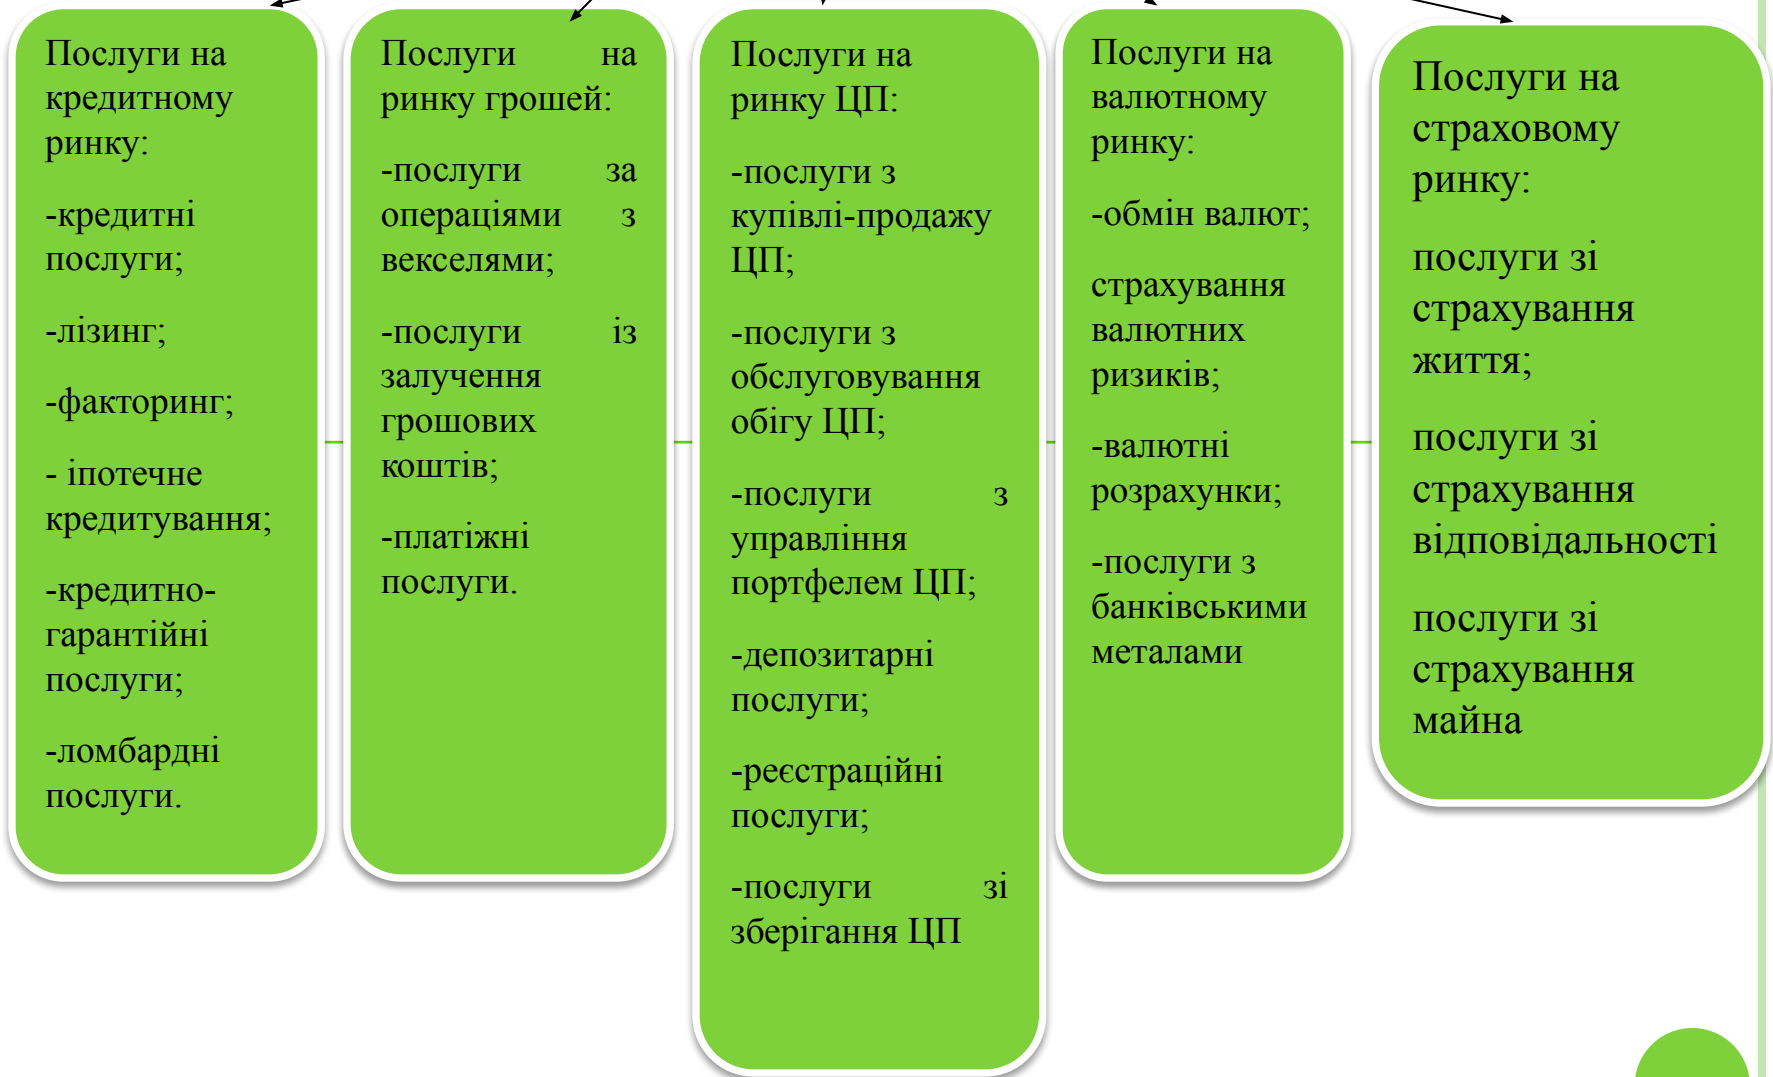 Послуги на
кредитному
ринку:
-кредитні
послуги;
-лізинг;
-факторинг;
- іпотечне
кредитування;
-кредитно-
гарантійні
послуги;
-ломбардні
послуги.
Послуги на
ринку грошей:
-послуги за
операціями з
векселями;
-послуги із
залучення
грошових
коштів;
-платіжні
послуги.
Послуги на
ринку ЦП:
-послуги з
купівлі-продажу
ЦП;
-послуги з
обслуговування
обігу ЦП;
-послуги з
управління
портфелем ЦП;
-депозитарні
послуги;
-реєстраційні
послуги;
-послуги зі
зберігання ЦП
Послуги на
валютному
ринку:
-обмін валют;
страхування
валютних
ризиків;
-валютні
розрахунки;
-послуги з
банківськими
металами
Послуги на
страховому
ринку:
послуги зі
страхування
життя;
послуги зі
страхування
відповідальності
послуги зі
страхування
майна